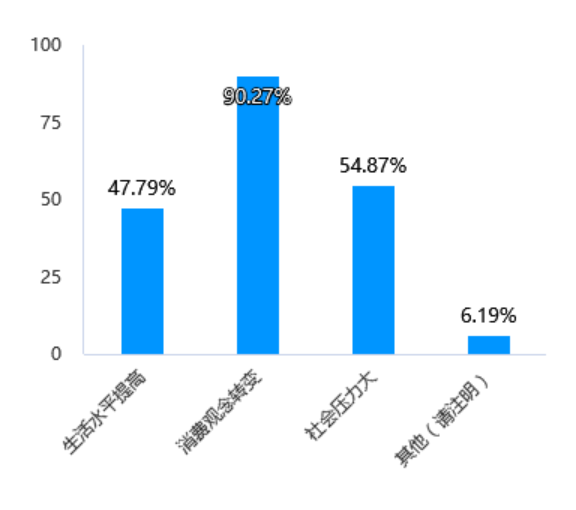 100
75
50
25
0
47.79%
90.27%
54.87%
6.19%
生活水平提高
消费观念转变
社会压力大
其他（请注明）